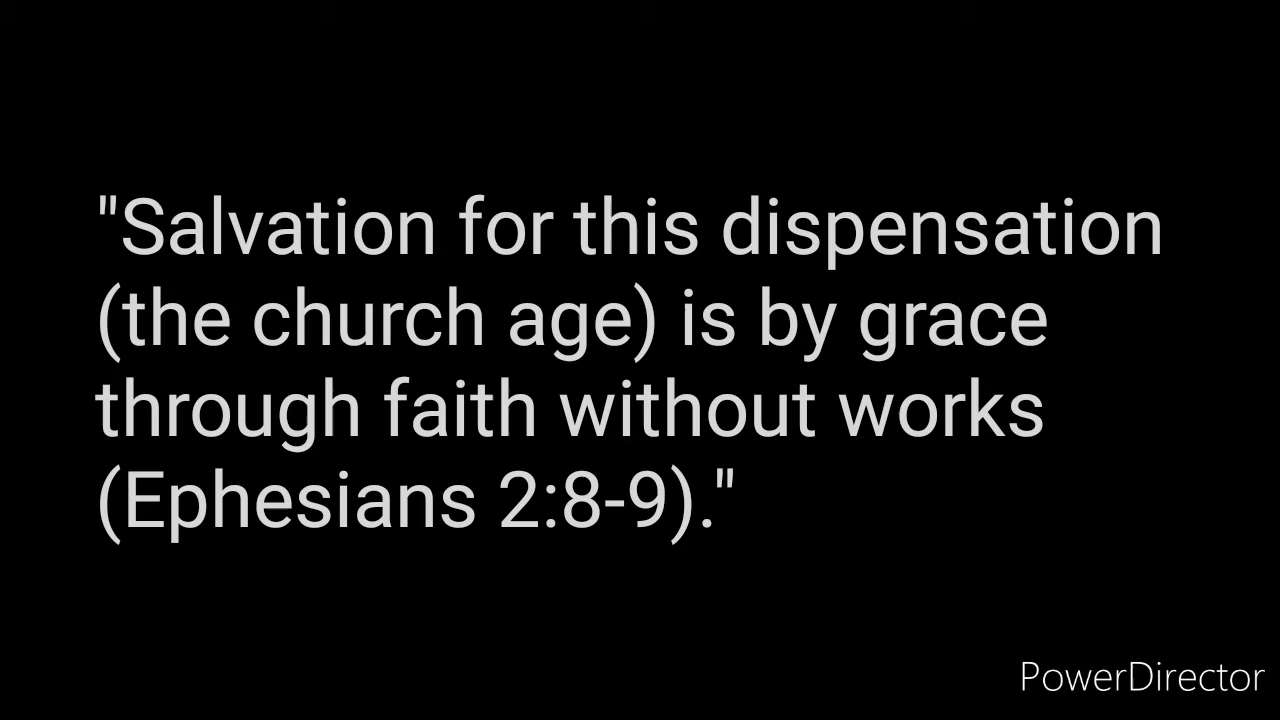 "Salvation for this dispensation
(the church age) is by grace
through faith without works
(Ephesians 2:8-9)."
PowerDirector